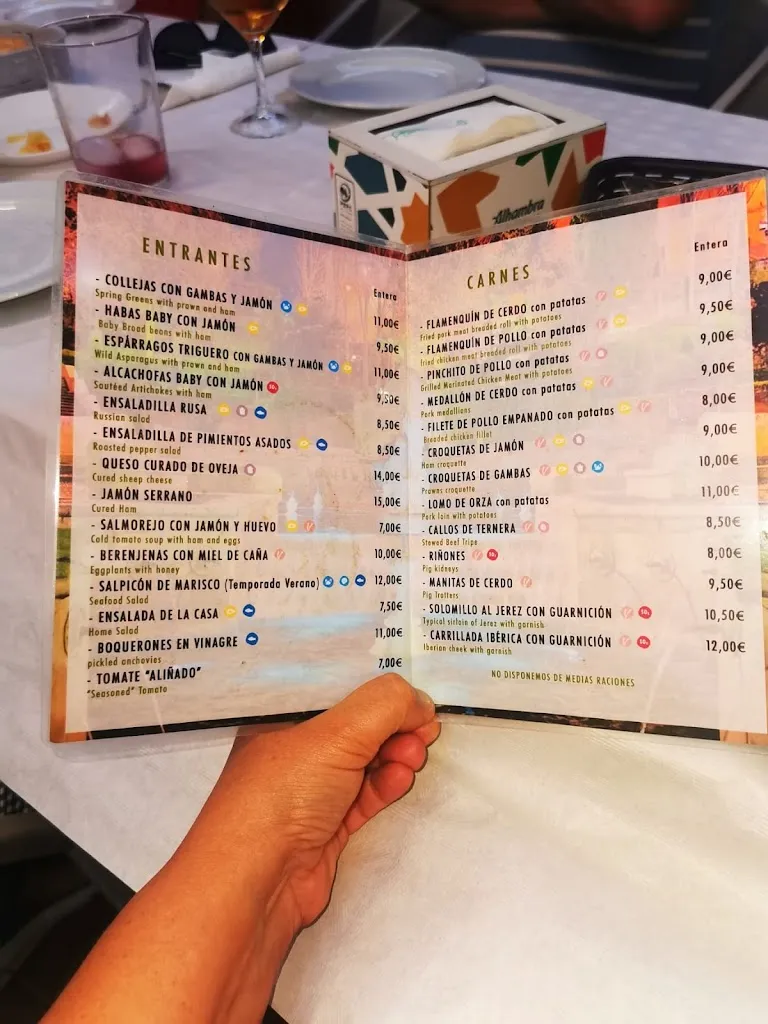 Alhambra
ENTRANTES
Entera
- COLLEJAS CON GAMBAS Y JAMÓN 11,00€
Spring Greens with prawn and ham
- HABAS BABY CON JAMÓN 9,50€
Baby Broad beans with ham
- ESPÁRRAGOS TRIGUERO CON GAMBAS Y JAMÓN 11,00€
Wild Asparagus with prawn and ham
- ALCACHOFAS BABY CON JAMÓN 9,50€
Sautéed Artichokes with ham
- ENSALADILLA RUSA 8,50€
Russian salad
- ENSALADILLA DE PIMIENTOS ASADOS 8,50€
Roasted pepper salad
- QUESO CURADO DE OVEJA 14,00€
Cured sheep cheese
- JAMÓN SERRANO 15,00€
Cured Ham
- SALMOREJO CON JAMÓN Y HUEVO 7,00€
Cold tomato soup with ham and eggs
- BERENJENAS CON MIEL DE CAÑA 10,00€
Eggplants with honey
- SALPICÓN DE MARISCO (Temporada Verano) 12,00€
Seafood Salad
- ENSALADA DE LA CASA 7,50€
Home Salad
- BOQUERONES EN VINAGRE 11,00€
pickled anchovies
- TOMATE "ALIÑADO" 7,00€
"Seasoned" Tomato
CARNES
Entera
- FLAMENQUÍN DE CERDO con patatas 9,00€
Fried pork meat breaded roll with potatoes
- FLAMENQUÍN DE POLLO con patatas 9,50€
Fried chicken meat breaded roll with potatoes
- PINCHITO DE POLLO con patatas 9,00€
Grilled Marinated Chicken Meat with potatoes
- MEDALLÓN DE CERDO con patatas 9,00€
Pork medallions
- FILETE DE POLLO EMPANADO con patatas 8,00€
Breaded chicken fillet
- CROQUETAS DE JAMÓN 9,00€
Ham croquette
- CROQUETAS DE GAMBAS 10,00€
Prawns croquette
- LOMO DE ORZA con patatas 11,00€
Pork loin with potatoes
- CALLOS DE TERNERA 8,50€
Stewed Beef Tripe
- RIÑONES 8,00€
Pig kidneys
- MANITAS DE CERDO 9,50€
Pig Trotters
- SOLOMILLO AL JEREZ CON GUARNICIÓN 10,50€
Typical sirloin of Jerez with garnish
- CARRILLADA IBÉRICA CON GUARNICIÓN 12,00€
Iberian cheek with garnish
NO DISPONEMOS DE MEDIAS RACIONES